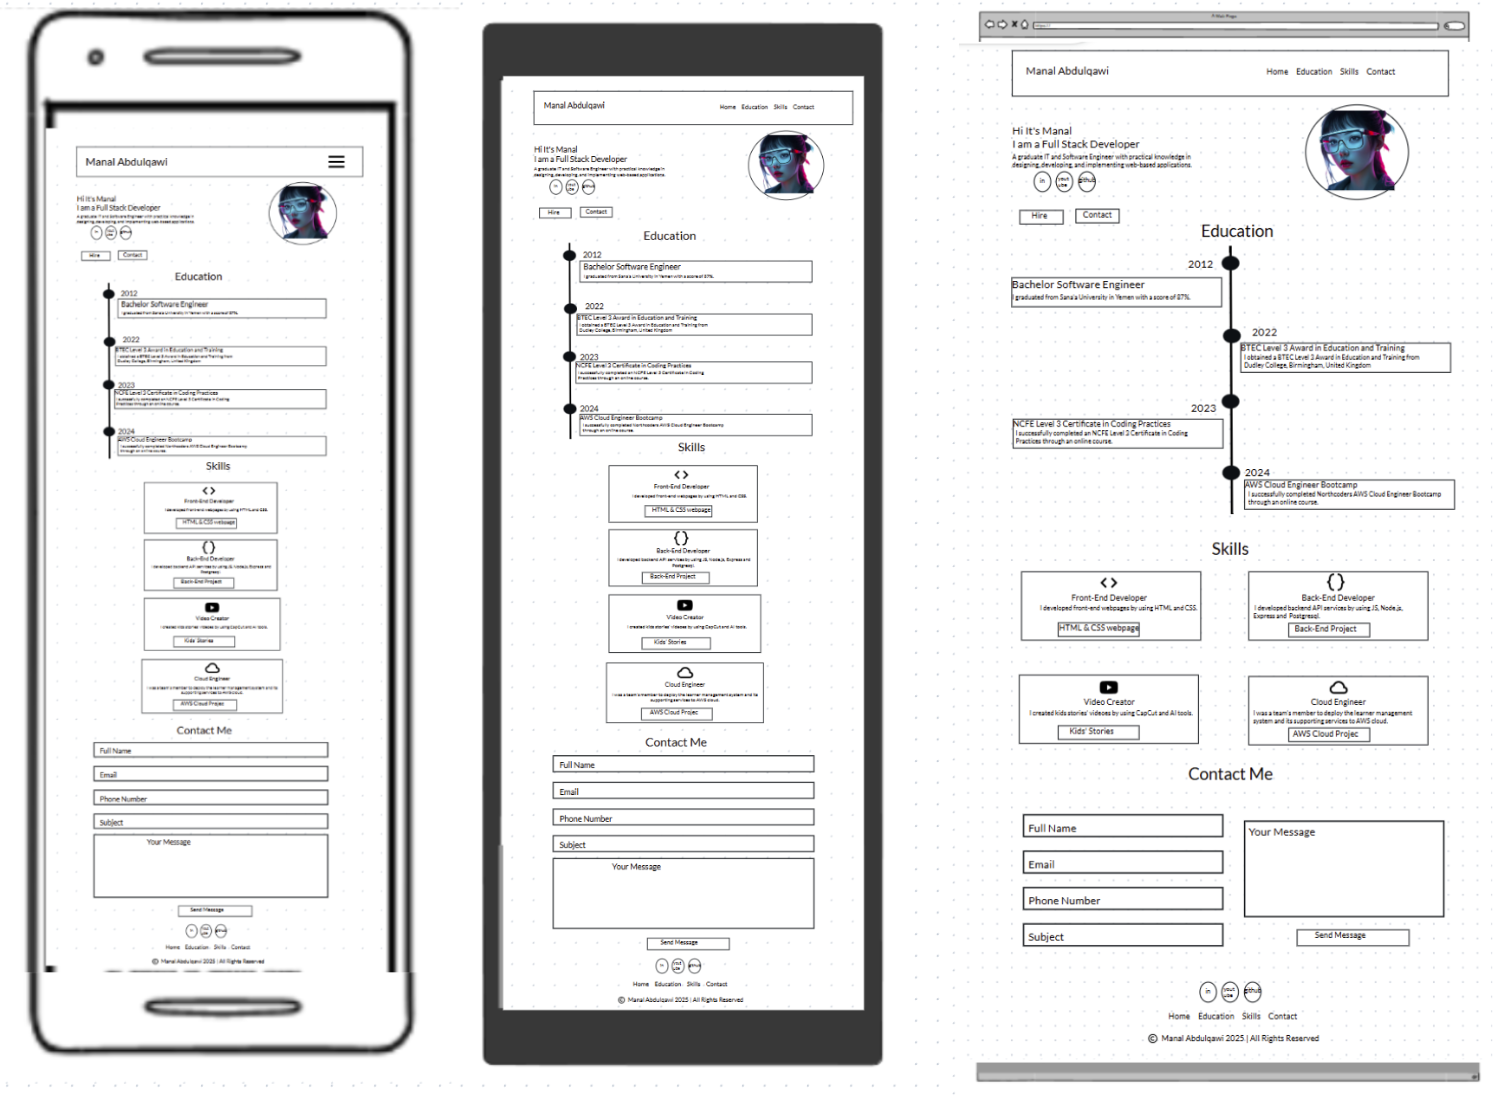 Manal Abdulqawi
Hi It's Manal
I am a Full Stack Developer
A graduate IT and Software Engineer with practical knowledge in
designing, developing, and implementing web-based applications.
in
yout
ube
github
Hire
Contact
Education
2012
Bachelor Software Engineer
I graduated from Sana'a University in Yemen with a score of 87%.
2022
BTEC Level 3 Award in Education and Training
I obtained a BTEC Level 3 Award in Education and Training from
Dudley College, Birmingham, United Kingdom
2023
NCFE Level 3 Certificate in Coding Practices
I successfully completed an NCFE Level 3 Certificate in Coding
Practices through an online course.
2024
AWS Cloud Engineer Bootcamp
I successfully completed Northcoders AWS Cloud Engineer Bootcamp
through an online course.
Skills
Front-End Developer
I developed front-end webpages by using HTML and CSS.
HTML & CSS webpage
Back-End Developer
I developed backend API services by using JS, Node.js, Express and
Postgresql.
Back-End Project
Video Creator
I created kids stories' videoes by using CapCut and AI tools.
Kids' Stories
Cloud Engineer
I was a team's member to deploy the learner management system and its
supporting services to AWS cloud.
AWS Cloud Projec
Contact Me
Full Name
Email
Phone Number
Subject
Your Message
Send Message
in
yout
ube
github
Home Education Skills Contact
© Manal Abdulqawi 2025 | All Rights Reserved
Manal Abdulqawi
Home Education Skills Contact
Hi It's Manal
I am a Full Stack Developer
A graduate IT and Software Engineer with practical knowledge in
designing, developing, and implementing web-based applications.
in
yout
ube
github
Hire
Contact
Education
2012
Bachelor Software Engineer
I graduated from Sana'a University in Yemen with a score of 87%.
2022
BTEC Level 3 Award in Education and Training
I obtained a BTEC Level 3 Award in Education and Training from
Dudley College, Birmingham, United Kingdom
2023
NCFE Level 3 Certificate in Coding Practices
I successfully completed an NCFE Level 3 Certificate in Coding
Practices through an online course.
2024
AWS Cloud Engineer Bootcamp
I successfully completed Northcoders AWS Cloud Engineer Bootcamp
through an online course.
Skills
Front-End Developer
I developed front-end webpages by using HTML and CSS.
HTML & CSS webpage
Back-End Developer
I developed backend API services by using JS, Node.js, Express and
Postgresql.
Back-End Project
Video Creator
I created kids stories' videoes by using CapCut and AI tools.
Kids' Stories
Cloud Engineer
I was a team's member to deploy the learner management system and its
supporting services to AWS cloud.
AWS Cloud Projec
Contact Me
Full Name
Email
Phone Number
Subject
Your Message
Send Message
in
yout
ube
github
Home Education Skills Contact
© Manal Abdulqawi 2025 | All Rights Reserved
Manal Abdulqawi
Home Education Skills Contact
Hi It's Manal
I am a Full Stack Developer
A graduate IT and Software Engineer with practical knowledge in
designing, developing, and implementing web-based applications.
in
yout
ube
github
Hire
Contact
Education
2012
Bachelor Software Engineer
I graduated from Sana'a University in Yemen with a score of 87%.
2022
BTEC Level 3 Award in Education and Training
I obtained a BTEC Level 3 Award in Education and Training from
Dudley College, Birmingham, United Kingdom
2023
NCFE Level 3 Certificate in Coding Practices
I successfully completed an NCFE Level 3 Certificate in Coding
Practices through an online course.
2024
AWS Cloud Engineer Bootcamp
I successfully completed Northcoders AWS Cloud Engineer Bootcamp
through an online course.
Skills
Front-End Developer
I developed front-end webpages by using HTML and CSS.
HTML & CSS webpage
Back-End Developer
I developed backend API services by using JS, Node.js,
Express and Postgresql.
Back-End Project
Video Creator
I created kids stories' videoes by using CapCut and AI tools.
Kids' Stories
Cloud Engineer
I was a team's member to deploy the learner management
system and its supporting services to AWS cloud.
AWS Cloud Projec
Contact Me
Full Name
Email
Phone Number
Subject
Your Message
Send Message
in
yout
ube
github
Home Education Skills Contact
© Manal Abdulqawi 2025 | All Rights Reserved